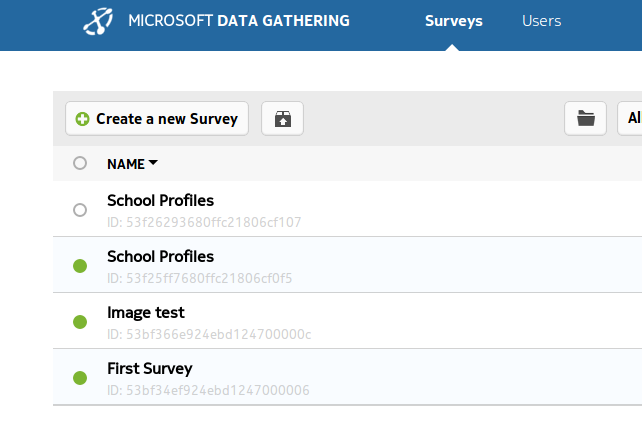 MICROSOFT DATA GATHERING Surveys Users
Create a new Survey
NAME
School Profiles
ID: 53f26293680ffc21806cf107
School Profiles
ID: 53f25ff7680ffc21806cf0f5
Image test
ID: 53bf366e924ebd124700000c
First Survey
ID: 53bf34ef924ebd1247000006